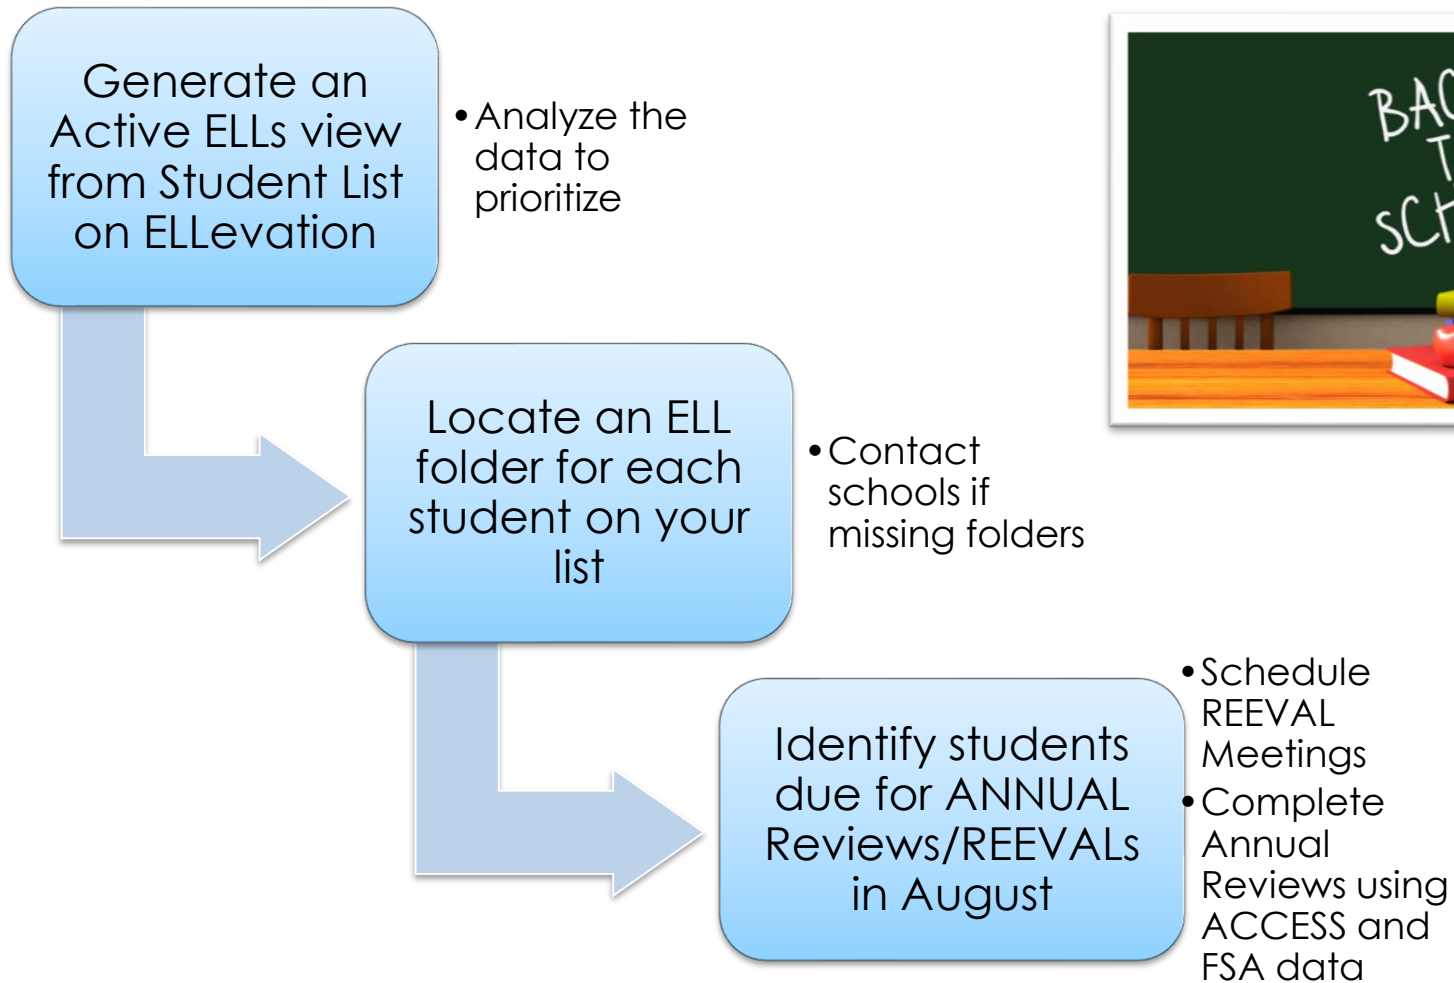 Generate an
Active ELLs view
from Student List
on ELLevation
•Analyze the
data to
prioritize
Locate an ELL
folder for each
student on your
list
•Contact
schools if
missing folders
Identify students
due for ANNUAL
Reviews/REEVALs
in August
•Schedule
REEVAL
Meetings
•Complete
Annual
Reviews using
ACCESS and
FSA data